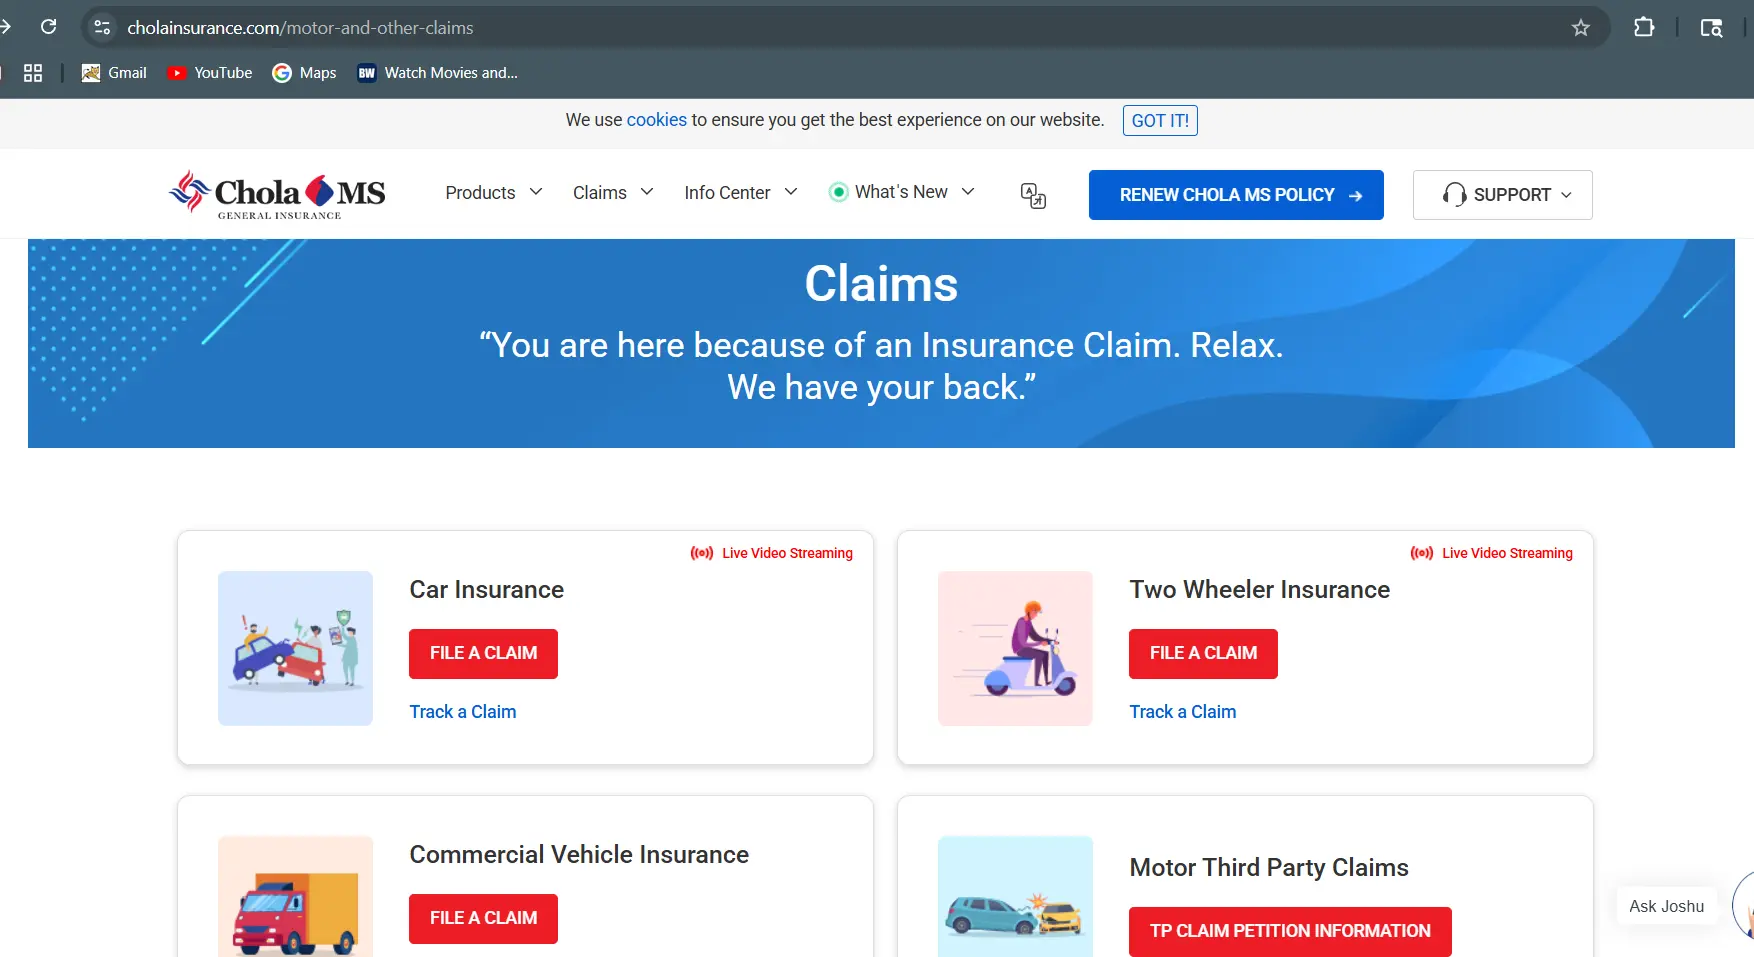 cholainsurance.com/motor-and-other-claims
Gmail YouTube Maps BW Watch Movies and...
We use cookies to ensure you get the best experience on our website. GOT IT!
Chola MS
GENERAL INSURANCE
Products Claims Info Center What's New RENEW CHOLA MS POLICY → SUPPORT
Claims
“You are here because of an Insurance Claim. Relax.
We have your back.”
Live Video Streaming
Car Insurance
FILE A CLAIM
Track a Claim
Live Video Streaming
Two Wheeler Insurance
FILE A CLAIM
Track a Claim
Commercial Vehicle Insurance
FILE A CLAIM
Motor Third Party Claims
TP CLAIM PETITION INFORMATION
Ask Joshu